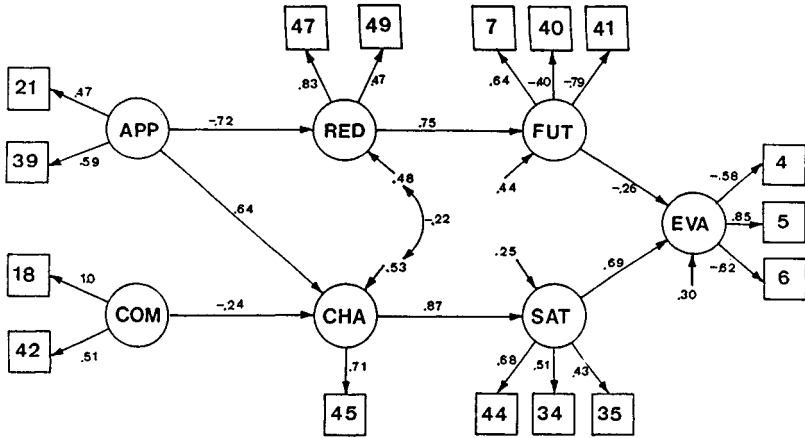 47 49 7 40 41
21 .47 .83 .47 .64 -.40 -.79
APP -.72 RED .75 FUT
39 .59 4
.48 .44 -.26 -.58
.64 -.22 EVA .85 5
18 1.0 .53 .25 .69 -.62 6
COM -.24 CHA .87 SAT .30
42 .51 .71 .68 .51 .43
45 44 34 35